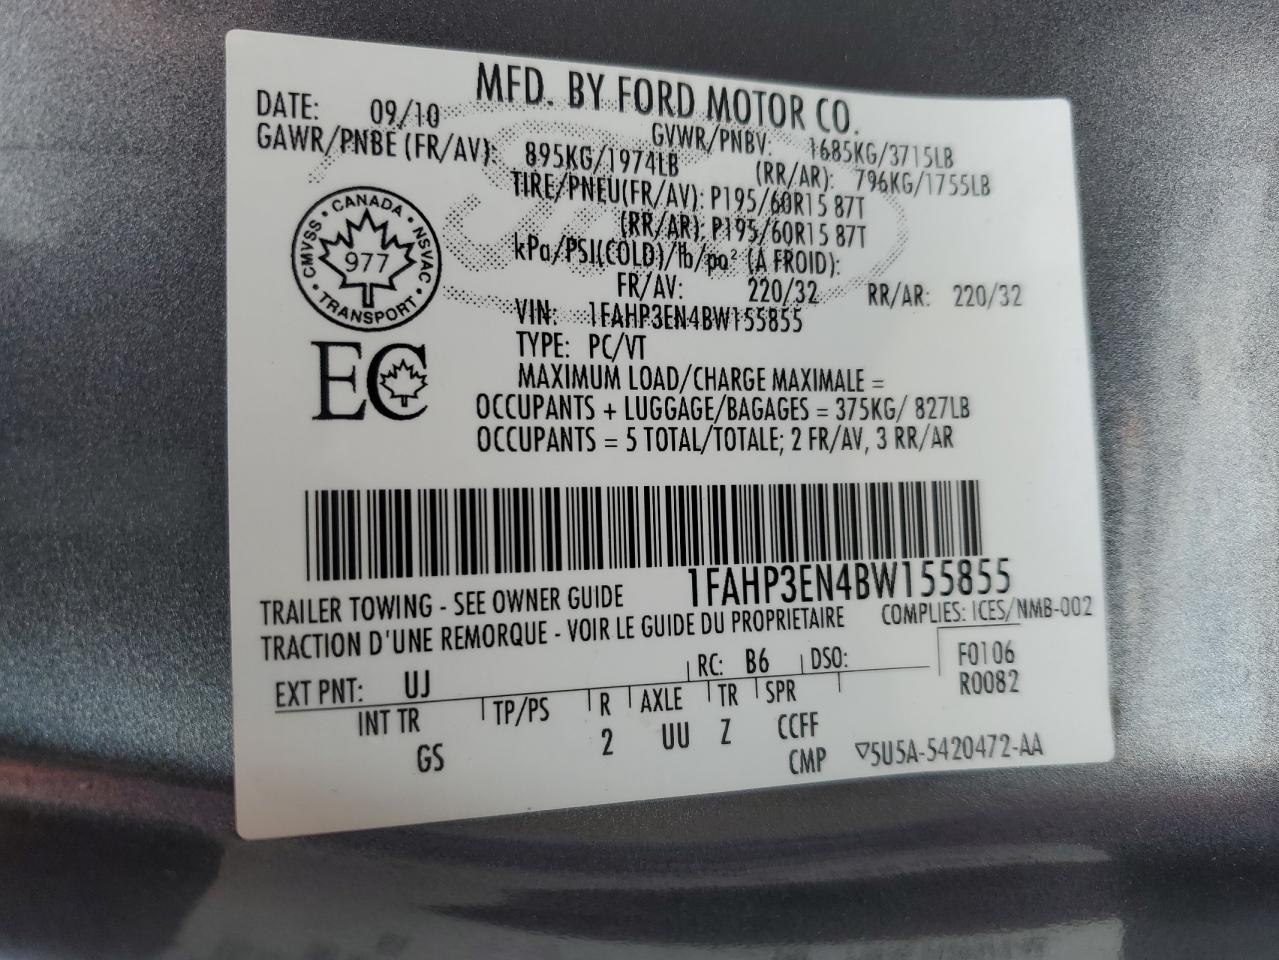 MFD. BY FORD MOTOR CO.
DATE: 09/10 GVWR/PNBV: 1685KG/3715LB
GAWR/PNBE (FR/AV): 895KG/1974LB (RR/AR): 796KG/1755LB
TIRE/PNEU(FR/AV): P195/60R15 87T
(RR/AR): P195/60R15 87T
kPa/PSI(COLD)/lb/po² (À FROID):
FR/AV: 220/32 RR/AR: 220/32
VIN: 1FAHP3EN4BW155855
TYPE: PC/VT
CANADA
CMVSS • NSVAC
977
TRANSPORT
EC
MAXIMUM LOAD/CHARGE MAXIMALE =
OCCUPANTS + LUGGAGE/BAGAGES = 375KG/ 827LB
OCCUPANTS = 5 TOTAL/TOTALE; 2 FR/AV, 3 RR/AR
1FAHP3EN4BW155855
TRAILER TOWING - SEE OWNER GUIDE
TRACTION D'UNE REMORQUE - VOIR LE GUIDE DU PROPRIETAIRE
COMPLIES: ICES/NMB-002
EXT PNT: UJ RC: B6 DSO: F0106
R0082
INT TR TP/PS R AXLE TR SPR
GS 2 UU Z CCFF
CMP ▽5U5A-5420472-AA